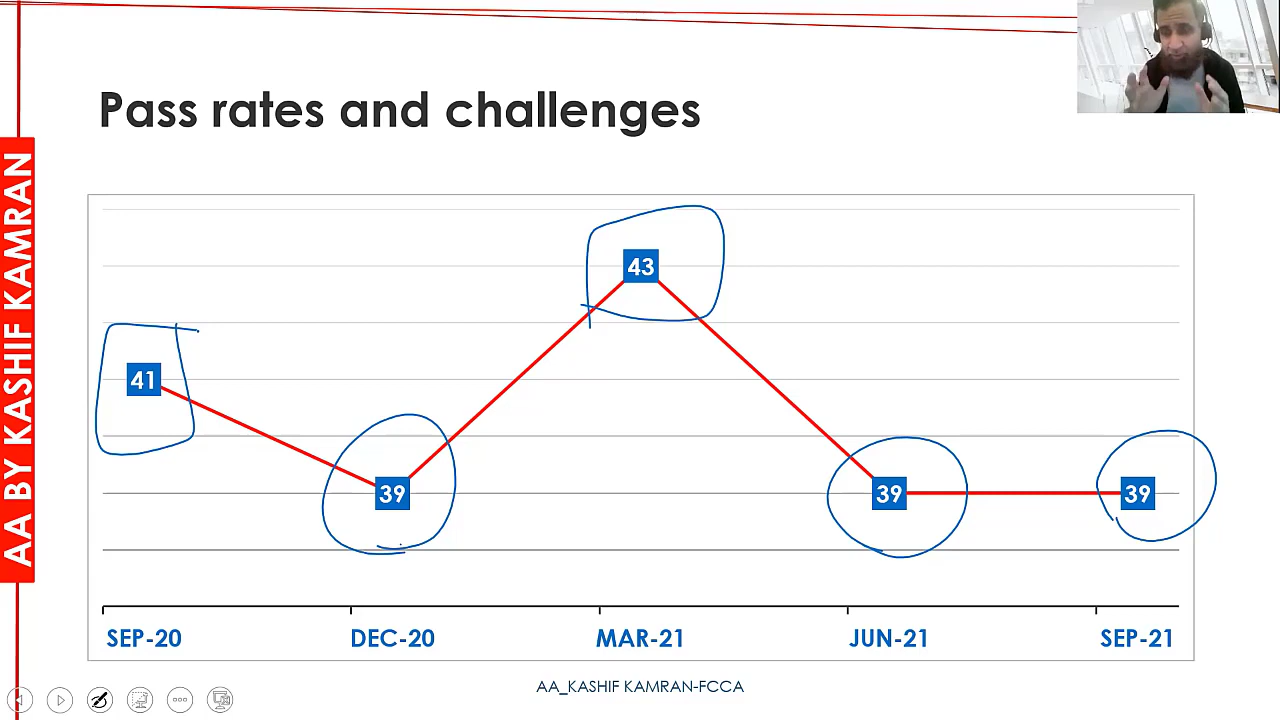 Pass rates and challenges
AA BY KASHIF KAMRAN
43
41
39
39
39
SEP-20
DEC-20
MAR-21
JUN-21
SEP-21
AA_KASHIF KAMRAN-FCCA